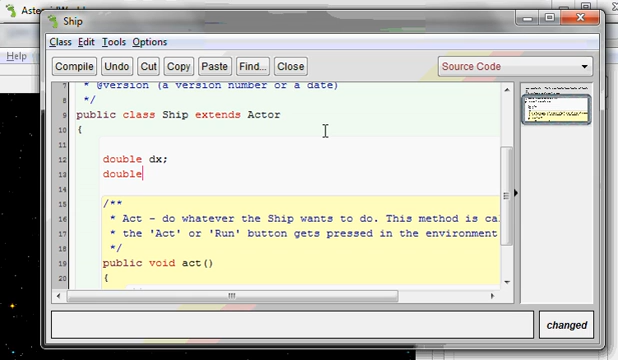 Ship
Class Edit Tools Options
Help
Compile Undo Cut Copy Paste Find... Close Source Code
7 * @version (a version number or a date)
8 */
9 public class Ship extends Actor
10 {
11
12 double dx;
13 double
14
15 /**
16 * Act - do whatever the Ship wants to do. This method is ca
17 * the 'Act' or 'Run' button gets pressed in the environment
18 */
19 public void act()
20 {
changed